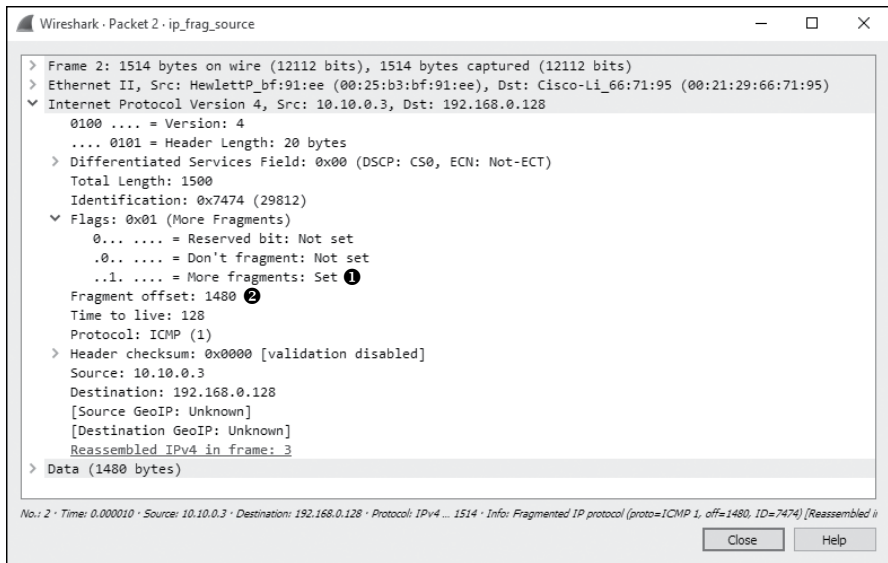 Wireshark · Packet 2 · ip_frag_source
> Frame 2: 1514 bytes on wire (12112 bits), 1514 bytes captured (12112 bits)
> Ethernet II, Src: HewlettP_bf:91:ee (00:25:b3:bf:91:ee), Dst: Cisco-Li_66:71:95 (00:21:29:66:71:95)
Internet Protocol Version 4, Src: 10.10.0.3, Dst: 192.168.0.128
0100 .... = Version: 4
.... 0101 = Header Length: 20 bytes
> Differentiated Services Field: 0x00 (DSCP: CS0, ECN: Not-ECT)
Total Length: 1500
Identification: 0x7474 (29812)
Flags: 0x01 (More Fragments)
0... .... = Reserved bit: Not set
.0.. .... = Don't fragment: Not set
..1. .... = More fragments: Set ❶
Fragment offset: 1480 ❷
Time to live: 128
Protocol: ICMP (1)
> Header checksum: 0x0000 [validation disabled]
Source: 10.10.0.3
Destination: 192.168.0.128
[Source GeoIP: Unknown]
[Destination GeoIP: Unknown]
Reassembled IPv4 in frame: 3
> Data (1480 bytes)
No.: 2 · Time: 0.000010 · Source: 10.10.0.3 · Destination: 192.168.0.128 · Protocol: IPv4 ... 1514 · Info: Fragmented IP protocol (proto=ICMP 1, off=1480, ID=7474) [Reassembled i
Close Help